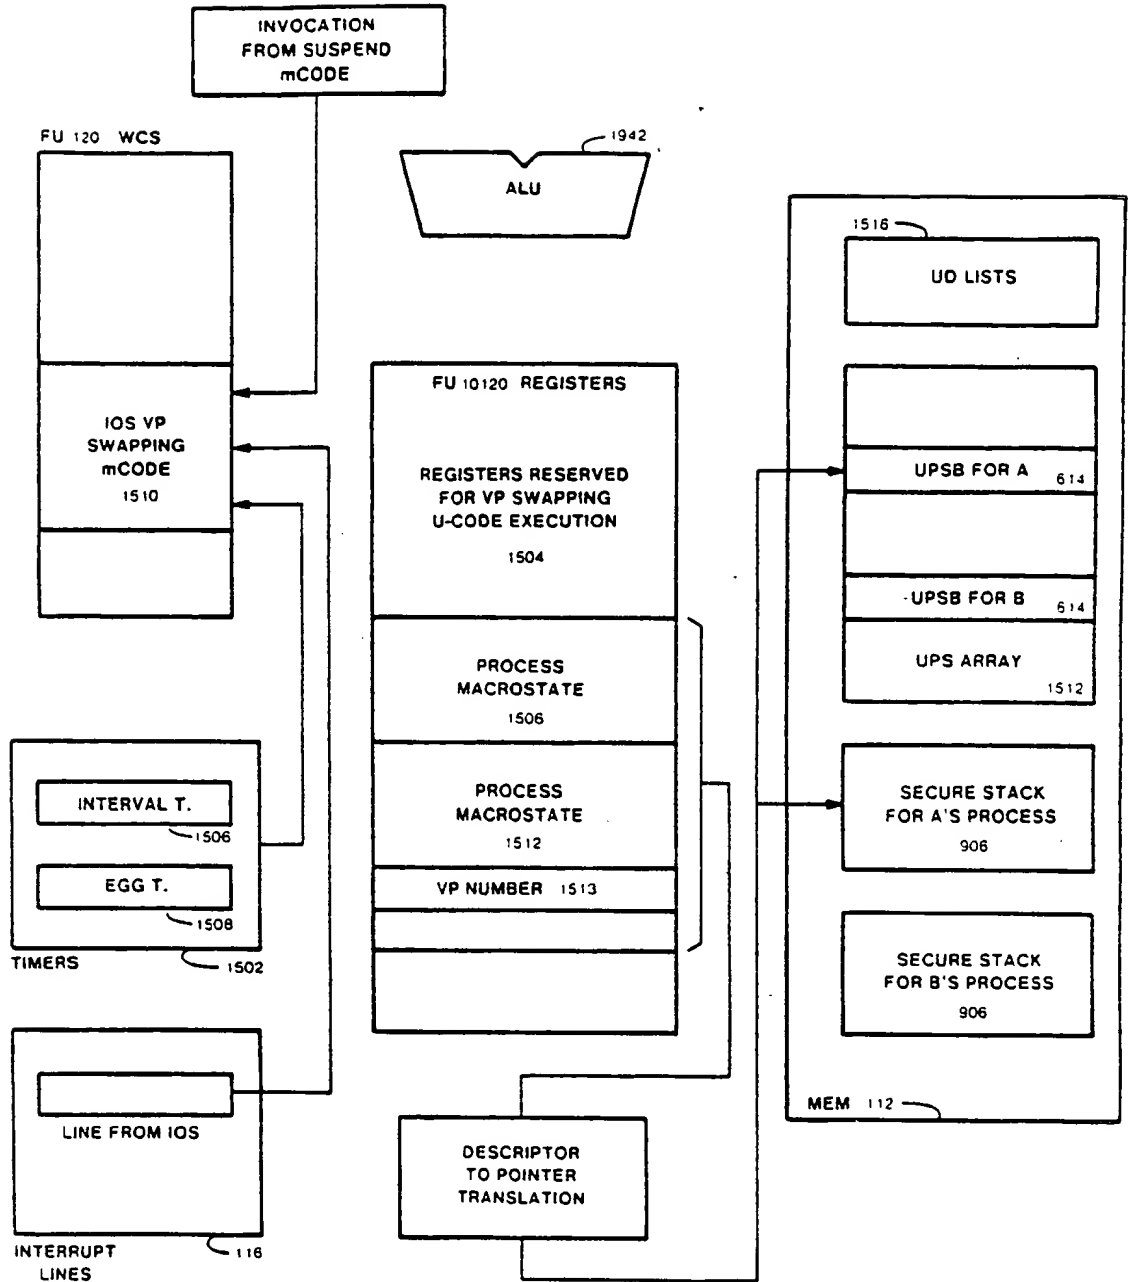 INVOCATION
FROM SUSPEND
mCODE
FU 120 WCS
IOS VP
SWAPPING
mCODE
1510
1942
ALU
FU 10120 REGISTERS
REGISTERS RESERVED
FOR VP SWAPPING
U-CODE EXECUTION
1504
PROCESS
MACROSTATE
1506
PROCESS
MACROSTATE
1512
VP NUMBER 1513
INTERVAL T.
1506
EGG T.
1508
TIMERS
1502
LINE FROM IOS
116
INTERRUPT
LINES
DESCRIPTOR
TO POINTER
TRANSLATION
1516
UD LISTS
UPSB FOR A 614
UPSB FOR B 614
UPS ARRAY
1512
SECURE STACK
FOR A'S PROCESS
906
SECURE STACK
FOR B'S PROCESS
906
MEM 112